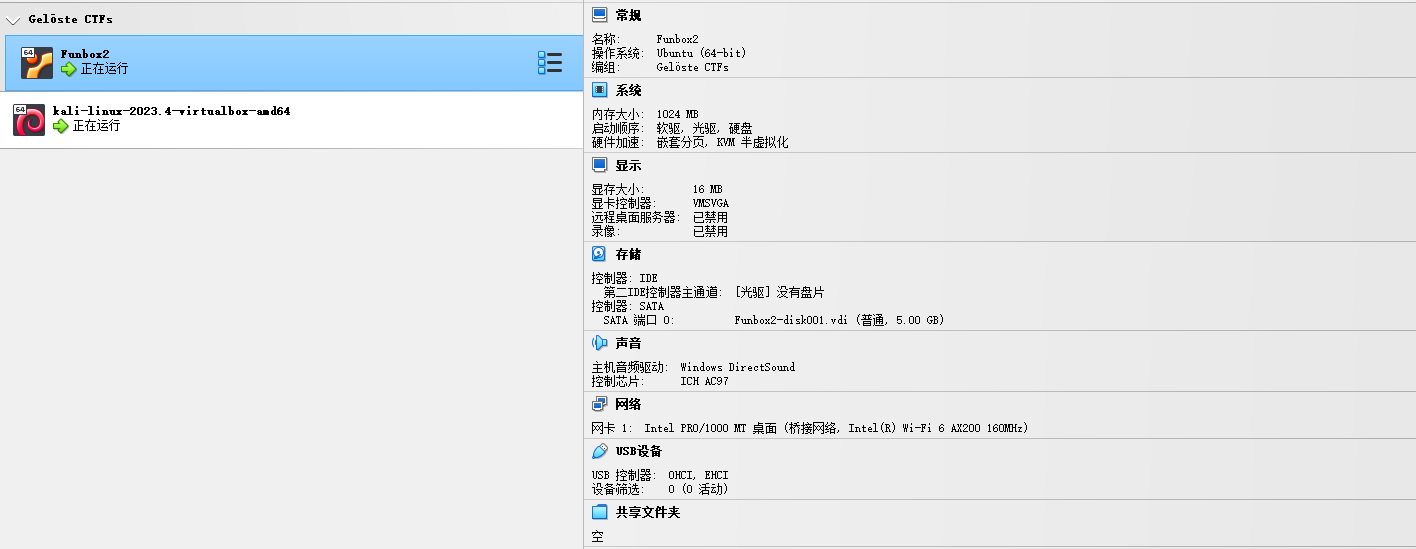 Gelöste CTFs
64
Funbox2
正在运行
64
kali-linux-2023.4-virtualbox-amd64
正在运行
常规
名称: Funbox2
操作系统: Ubuntu (64-bit)
编组: Gelöste CTFs
系统
内存大小: 1024 MB
启动顺序: 软驱, 光驱, 硬盘
硬件加速: 嵌套分页, KVM 半虚拟化
显示
显存大小: 16 MB
显卡控制器: VMSVGA
远程桌面服务器: 已禁用
录像: 已禁用
存储
控制器: IDE
第二IDE控制器主通道: [光驱] 没有盘片
控制器: SATA
SATA 端口 0: Funbox2-disk001.vdi (普通, 5.00 GB)
声音
主机音频驱动: Windows DirectSound
控制芯片: ICH AC97
网络
网卡 1: Intel PRO/1000 MT 桌面 (桥接网络, Intel(R) Wi-Fi 6 AX200 160MHz)
USB设备
USB 控制器: OHCI, EHCI
设备筛选: 0 (0 活动)
共享文件夹
空